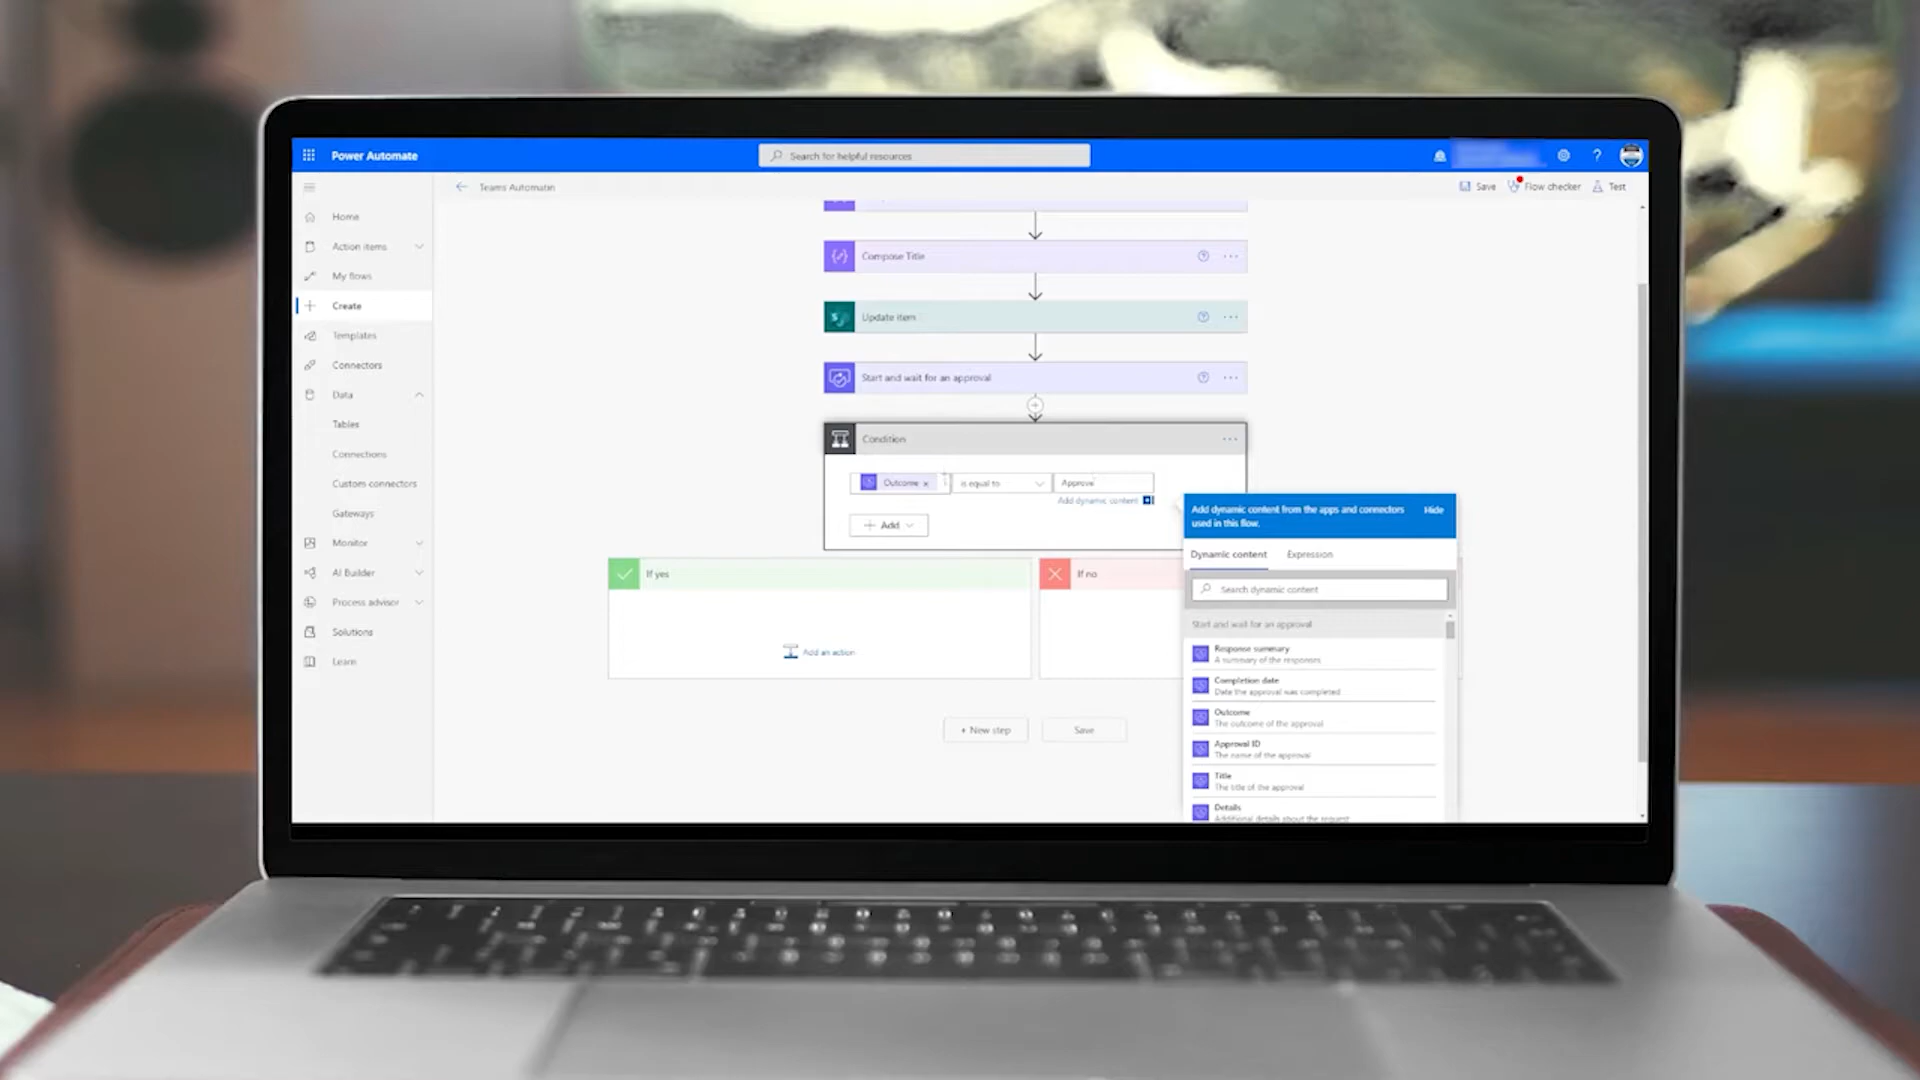 Power Automate
Search for helpful resources
?
Teams Automatin
Save
Flow checker
Test
Home
Action items
My flows
Create
Templates
Connectors
Data
Tables
Connections
Custom connectors
Gateways
Monitor
AI Builder
Process advisor
Solutions
Learn
Compose Title
Update item
Start and wait for an approval
Condition
Outcome x
is equal to
Approve
Add dynamic content
+ Add
If yes
If no
Add an action
+ New step
Save
Add dynamic content from the apps and connectors
used in this flow.
Hide
Dynamic content
Expression
Search dynamic content
Start and wait for an approval
Response summary
A summary of the responses
Completion date
Date the approval was completed
Outcome
The outcome of the approval
Approval ID
The name of the approval
Title
The title of the approval
Details
Additional details about the request